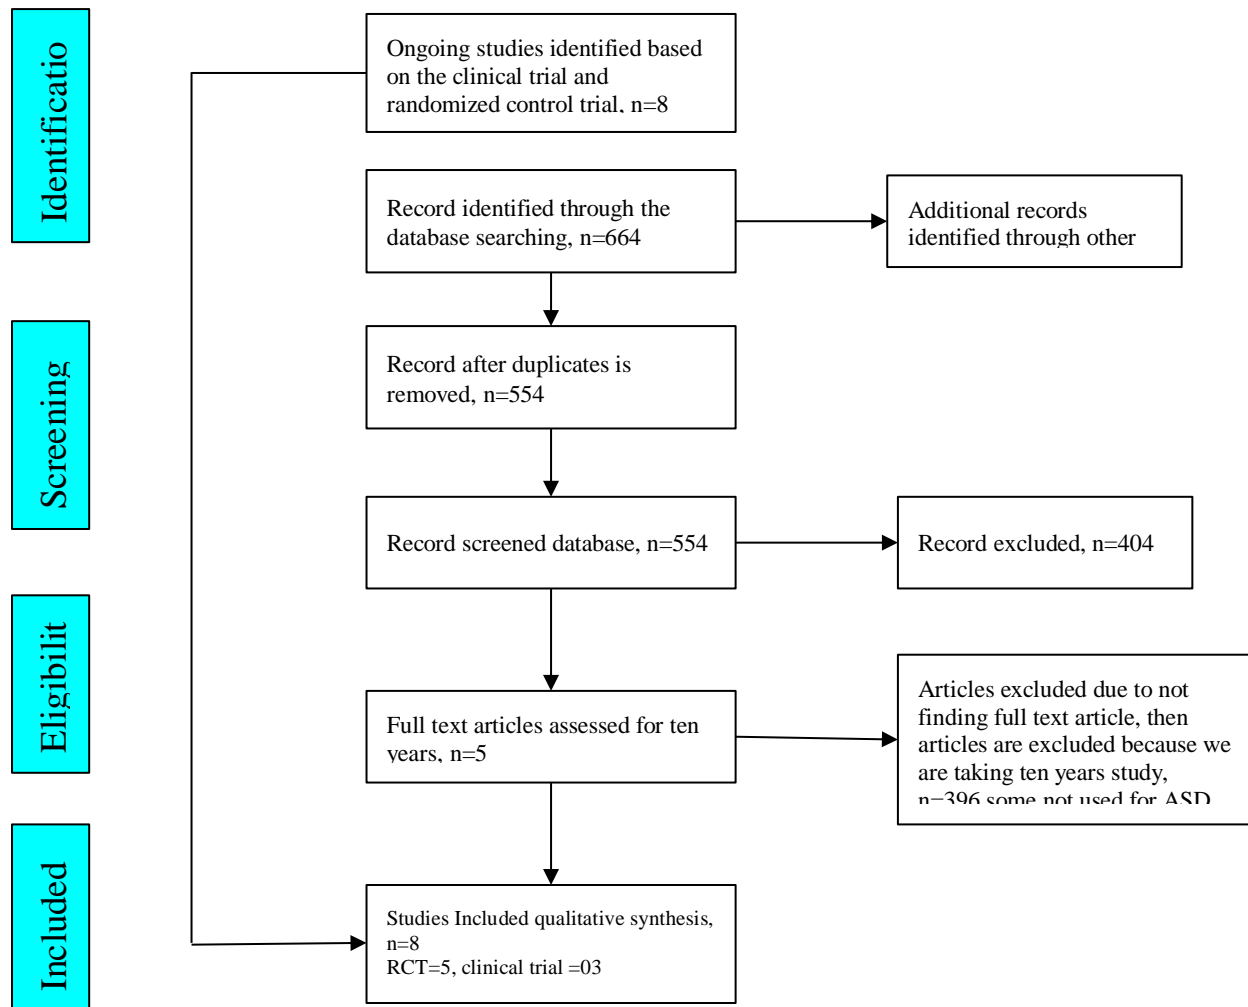 Identificatio
Ongoing studies identified based
on the clinical trial and
randomized control trial, n=8
Record identified through the
database searching, n=664
Additional records
identified through other
Screening
Record after duplicates is
removed, n=554
Record screened database, n=554
Record excluded, n=404
Eligibilit
Full text articles assessed for ten
years, n=5
Articles excluded due to not
finding full text article, then
articles are excluded because we
are taking ten years study,
n=396 some not used for ASD
Included
Studies Included qualitative synthesis,
n=8
RCT=5, clinical trial =03